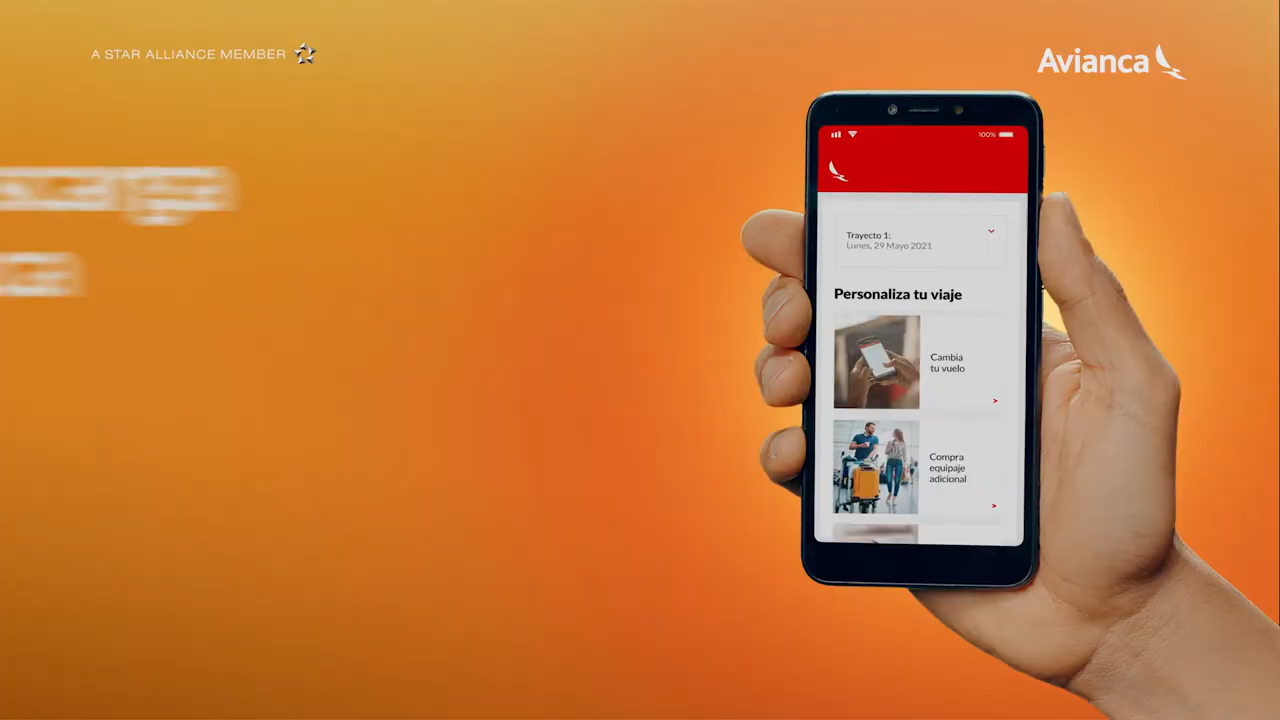 A STAR ALLIANCE MEMBER
Avianca
100%
Trayecto 1:
Lunes, 29 Mayo 2021
Personaliza tu viaje
Cambia
tu vuelo
Compra
equipaje
adicional